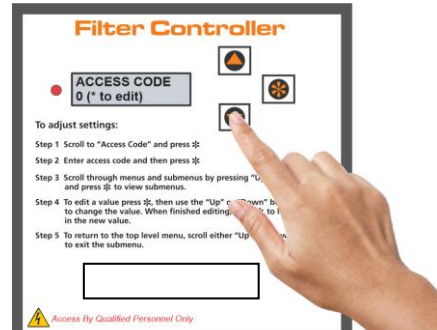 Filter Controller
ACCESS CODE
0 (* to edit)
To adjust settings:
Step 1 Scroll to "Access Code" and press ✻
Step 2 Enter access code and then press ✻
Step 3 Scroll through menus and submenus by pressing
and press ✻ to view submenus.
Step 4 To edit a value press ✻, then use the "Up" or "Down"
to change the value. When finished editing,
in the new value.
Step 5 To return to the top level menu, scroll either "Up"
to exit the submenu.
Access By Qualified Personnel Only